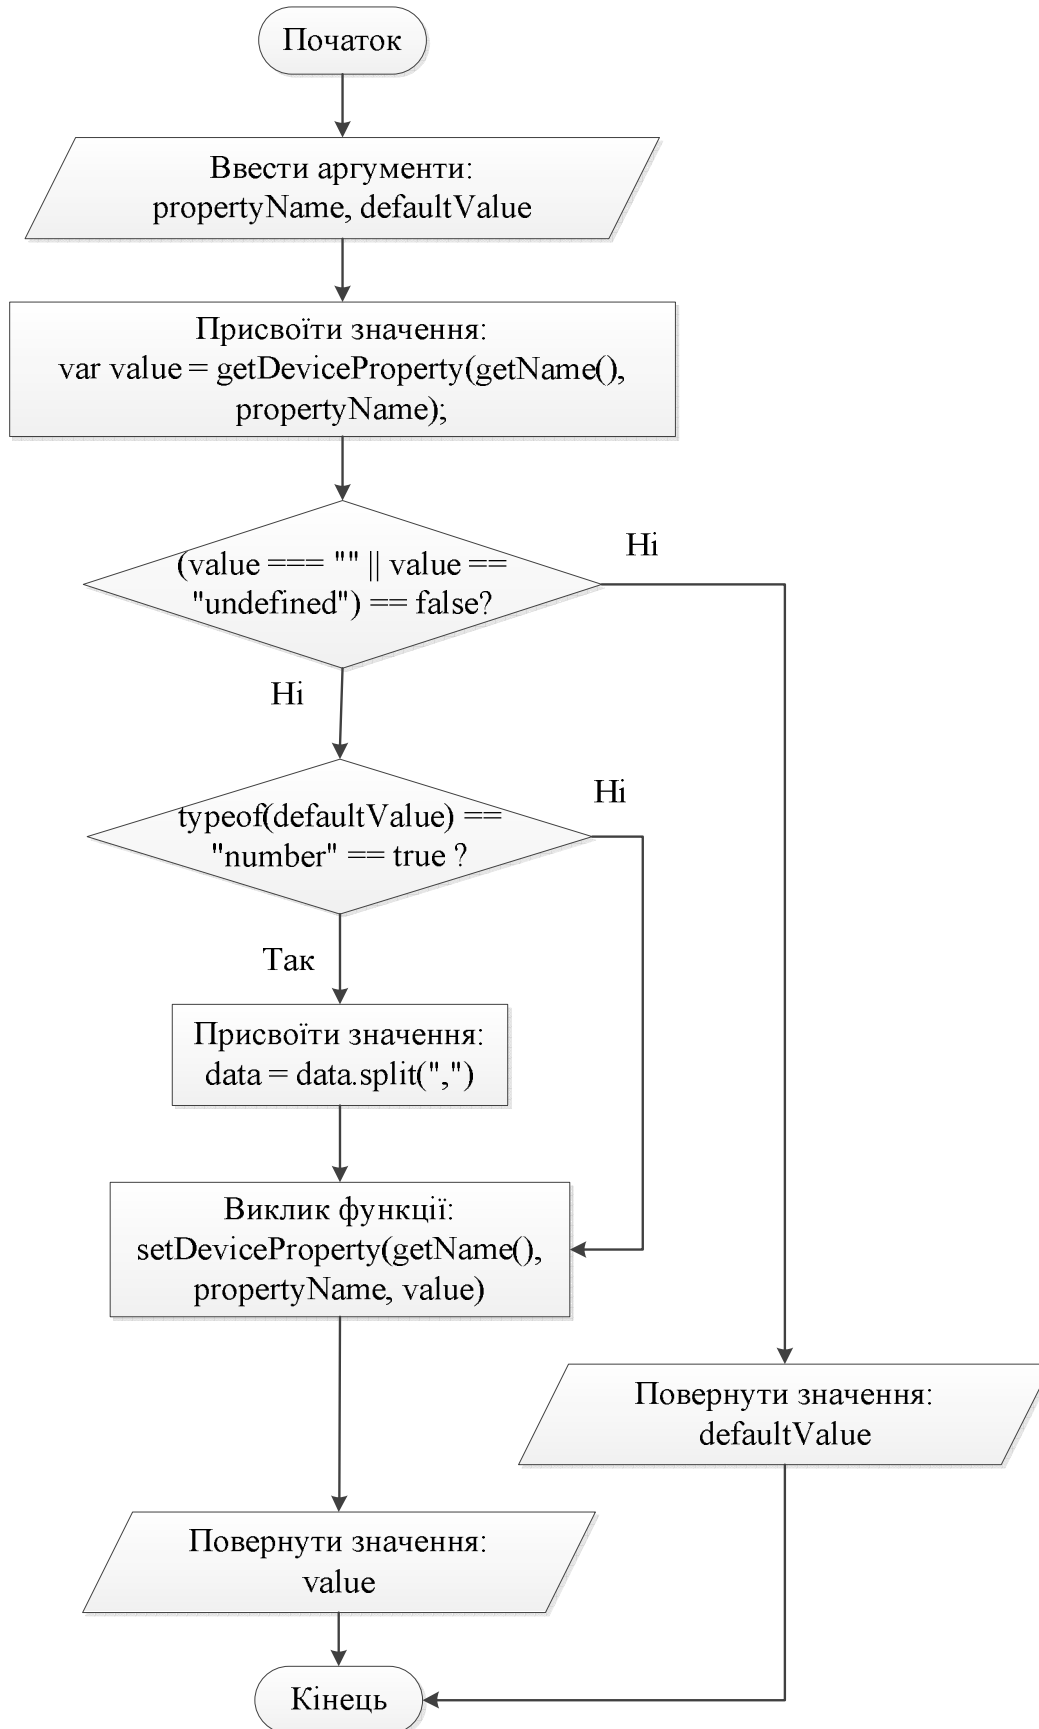 Початок
Ввести аргументи:
propertyName, defaultValue
Присвоїти значення:
var value = getDeviceProperty(getName(),
propertyName);
(value === "" || value ==
"undefined") == false?
Ні
Ні
typeof(defaultValue) ==
"number" == true ?
Ні
Так
Присвоїти значення:
data = data.split(",")
Виклик функції:
setDeviceProperty(getName(),
propertyName, value)
Повернути значення:
defaultValue
Повернути значення:
value
Кінець